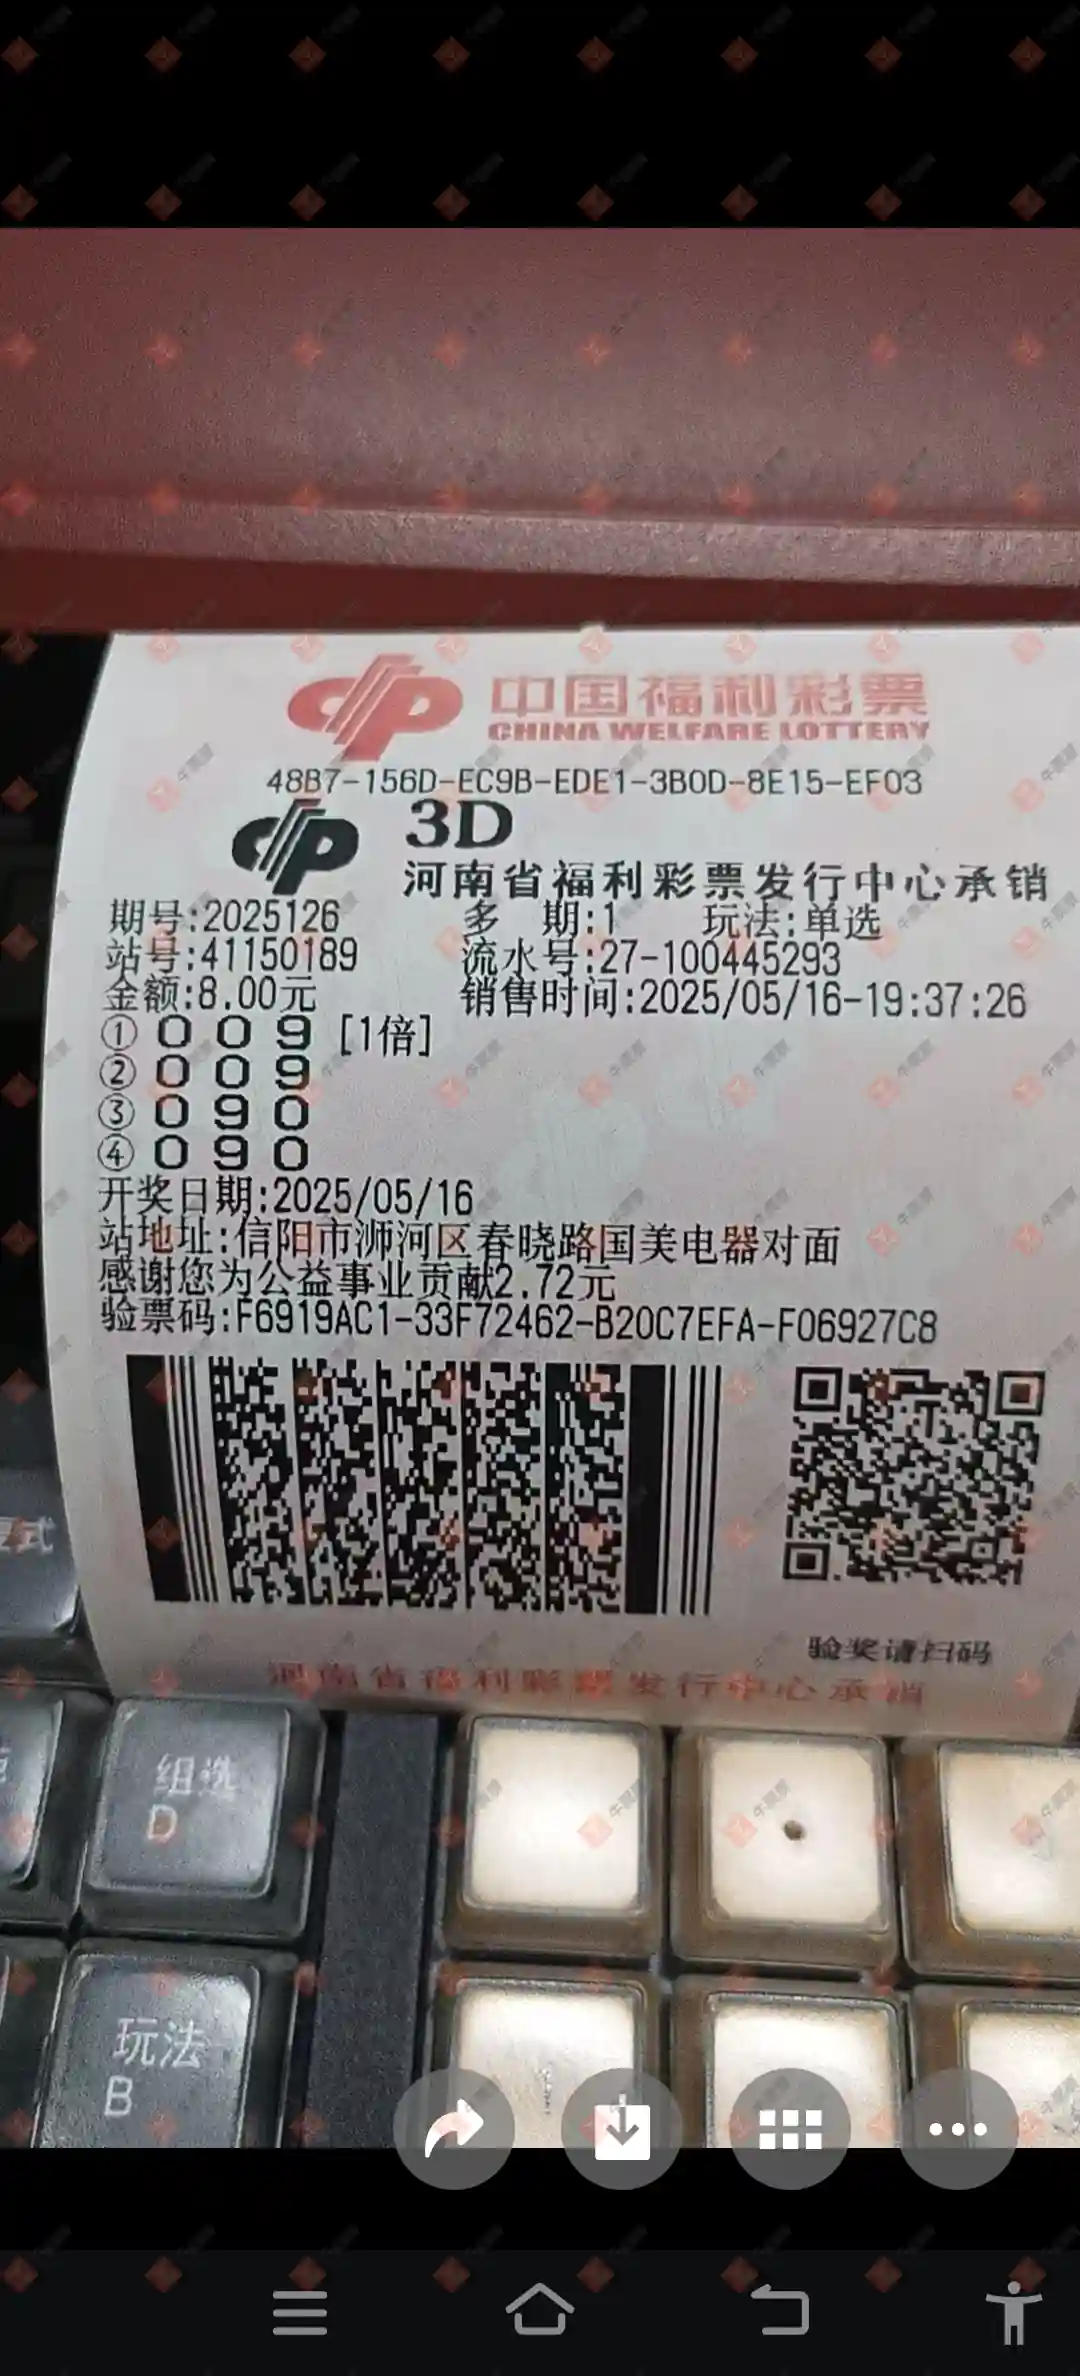 中国福利彩票
CHINA WELFARE LOTTERY
48B7-156D-EC9B-EDE1-3B0D-8E15-EF03
3D
河南省福利彩票发行中心承销
期号:2025126 多 期:1 玩法:单选
站号:41150189 流水号:27-100445293
金额:8.00元 销售时间:2025/05/16-19:37:26
① 0 0 9 [1倍]
② 0 0 9
③ 0 9 0
④ 0 9 0
开奖日期:2025/05/16
站地址:信阳市浉河区春晓路国美电器对面
感谢您为公益事业贡献2.72元
验票码:F6919AC1-33F72462-B20C7EFA-F06927C8
验奖请扫码
河南省福利彩票发行中心承销
式
组选
D
玩法
B